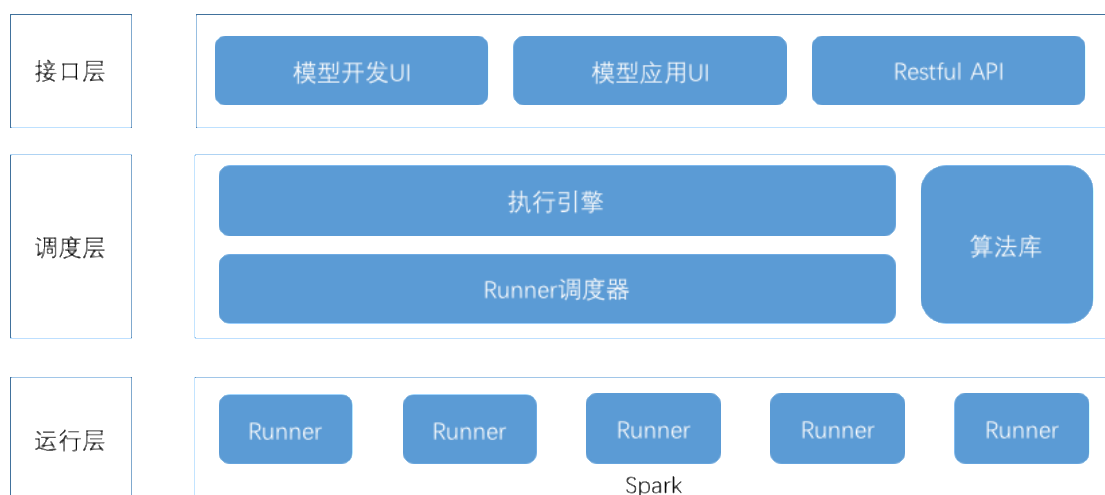 接口层
模型开发UI
模型应用UI
Restful API
调度层
执行引擎
Runner调度器
算法库
运行层
Runner
Runner
Runner
Runner
Runner
Spark